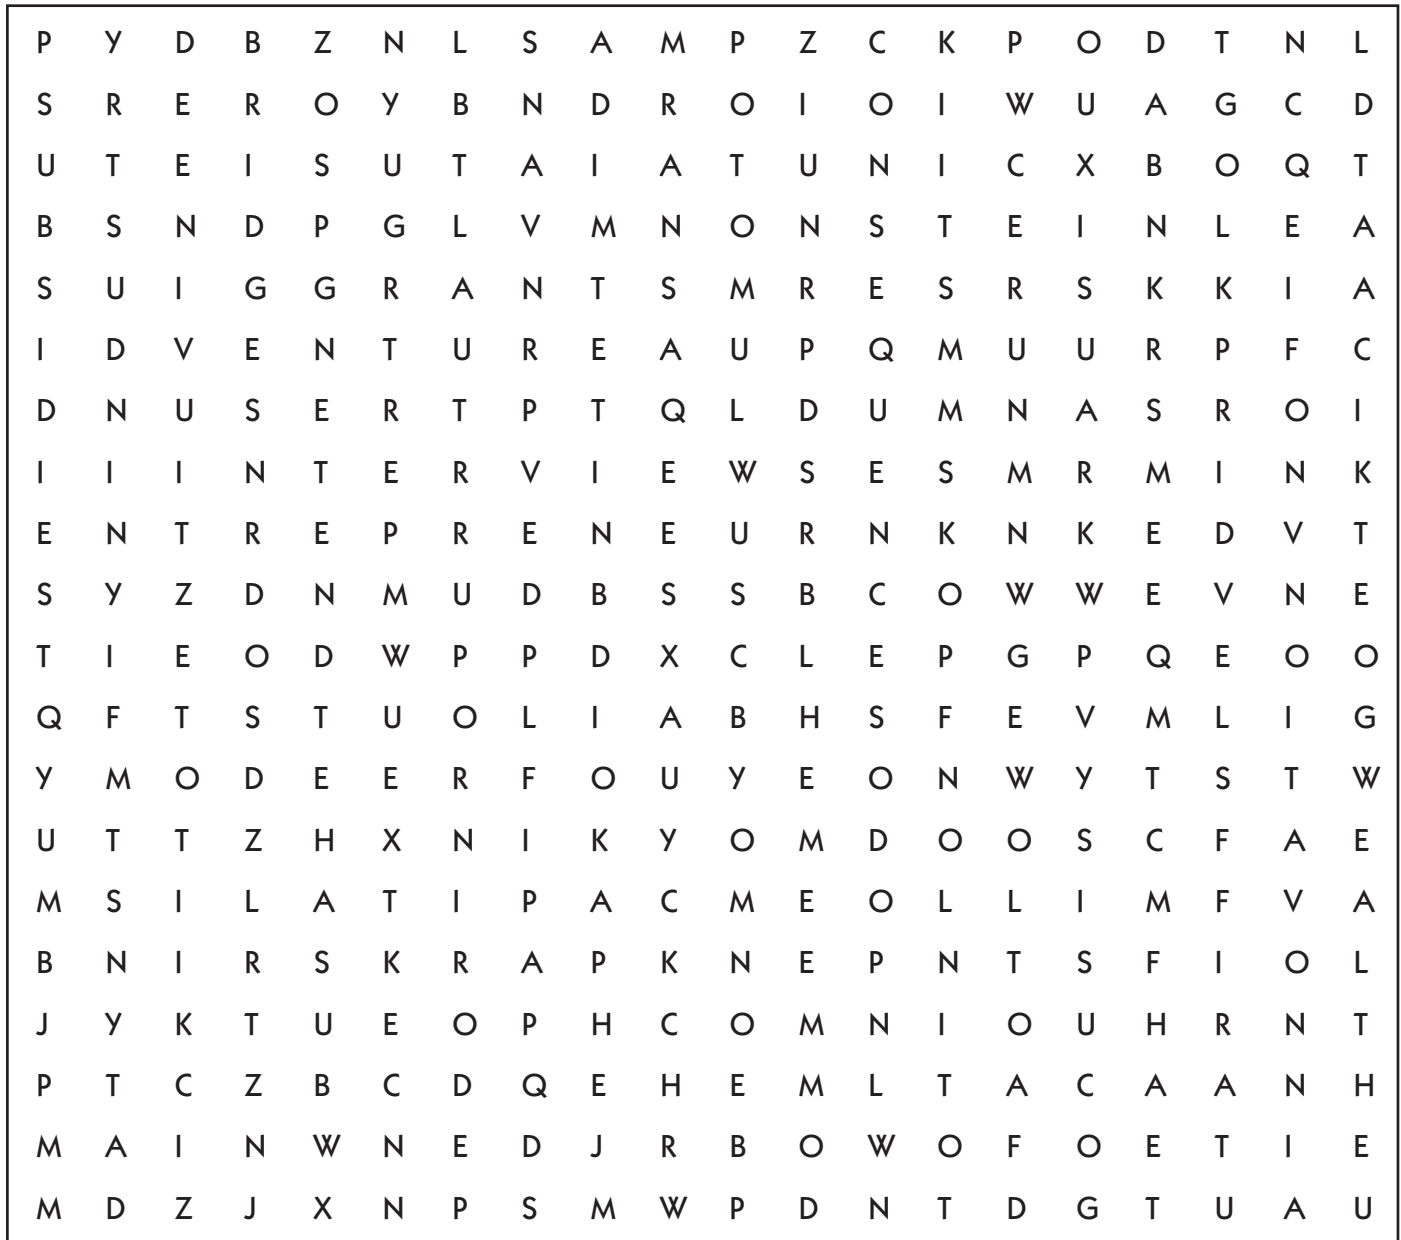 P Y D B Z N L S A M P Z C K P O D T N L
S R E R O Y B N D R O I O I W U A G C D
U T E I S U T A I A T U N I C X B O Q T
B S N D P G L V M N O N S T E I N L E A
S U I G G R A N T S M R E S R S K K I A
I D V E N T U R E A U P Q M U U R P F C
D N U S E R T P T Q L D U M N A S R O I
I I I N T E R V I E W S E S M R M I N K
E N T R E P R E N E U R N K N K E D V T
S Y Z D N M U D B S S B C O W W E V N E
T I E O D W P P D X C L E P G P Q E O O
Q F T S T U O L I A B H S F E V M L I G
Y M O D E E R F O U Y E O N W Y T S T W
U T T Z H X N I K Y O M D O O S C F A E
M S I L A T I P A C M E O L L I M F V A
B N I R S K R A P K N E P N T S F I O L
J Y K T U E O P H C O M N I O U H R N T
P T C Z B C D Q E H E M L T A C A A N H
M A I N W N E D J R B O W O F O E T I E
M D Z J X N P S M W P D N T D G T U A U